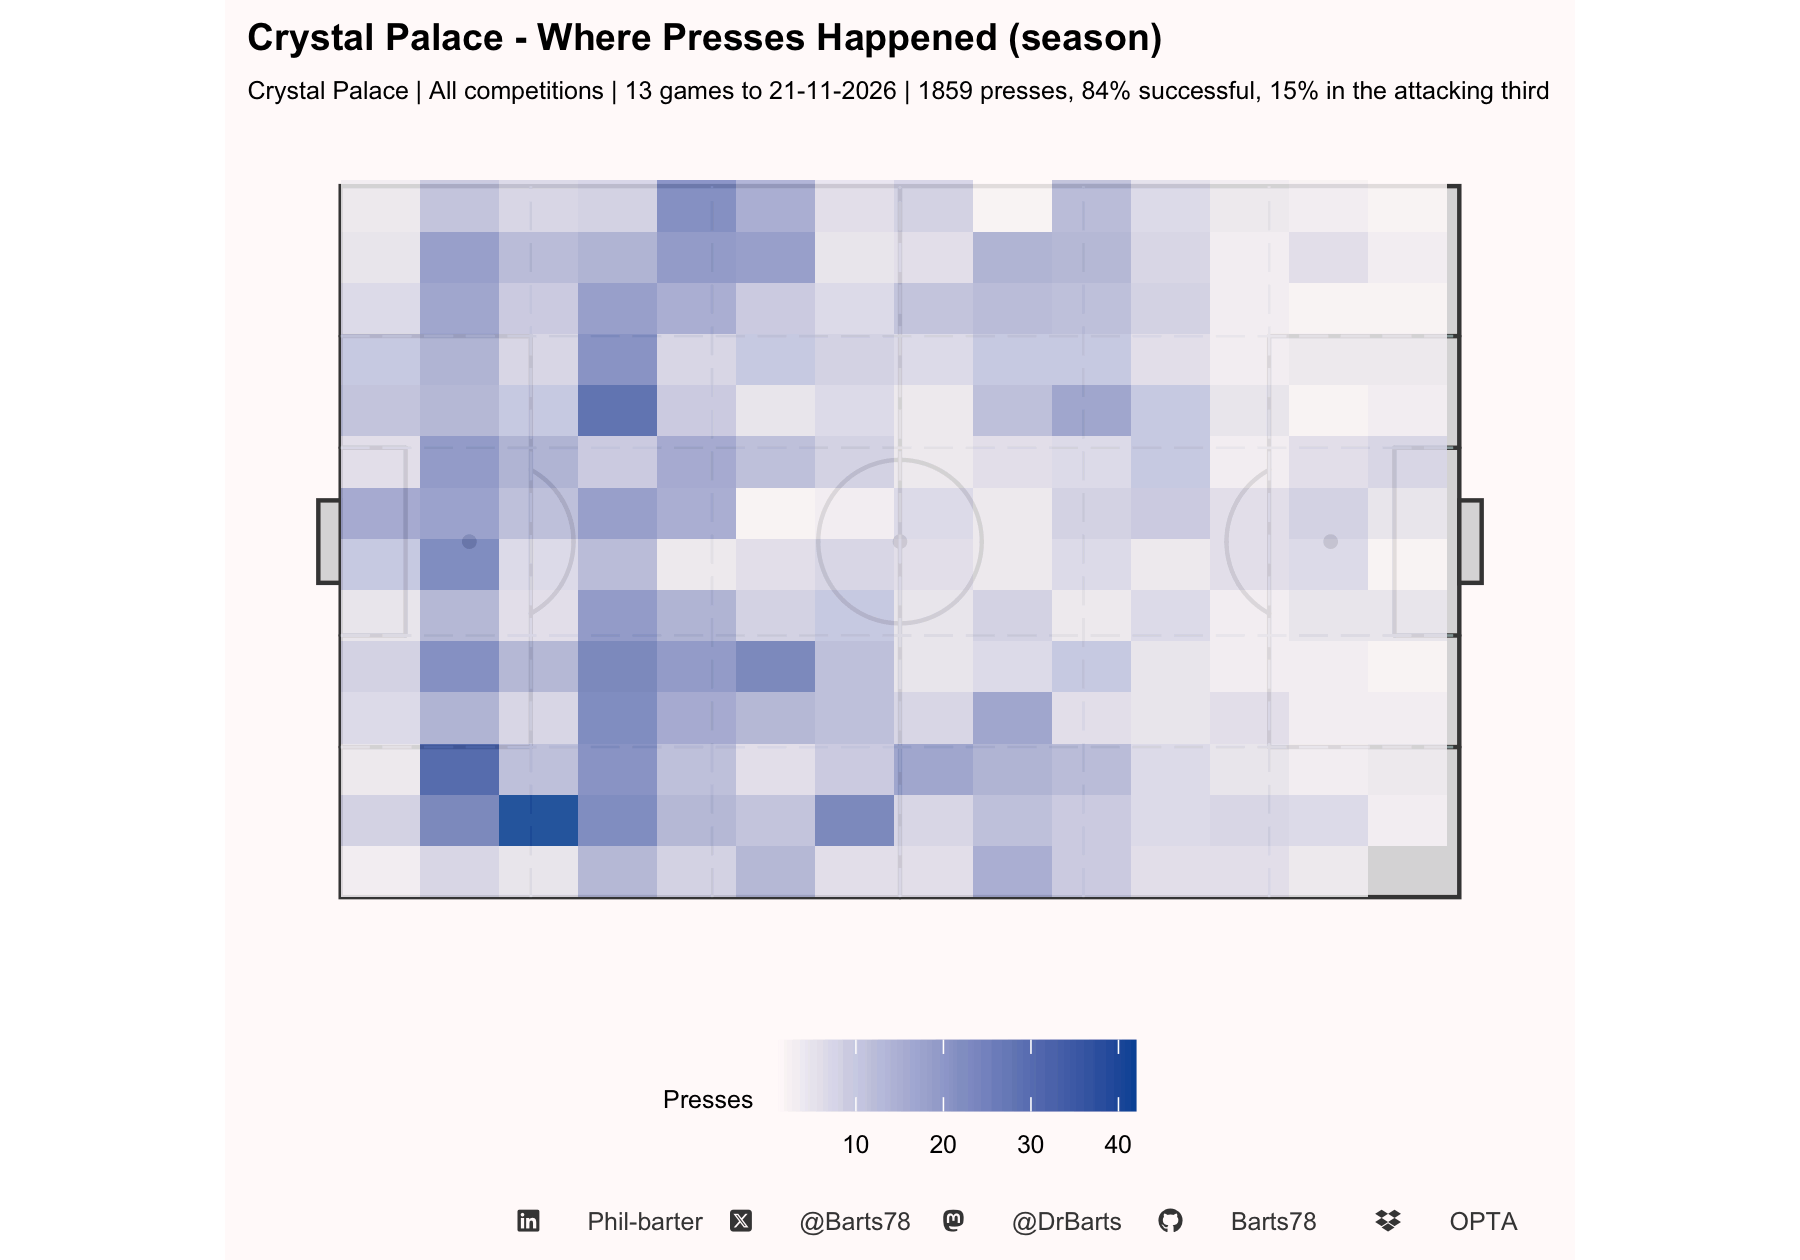 Crystal Palace - Where Presses Happened (season)
Crystal Palace | All competitions | 13 games to 21-11-2026 | 1859 presses, 84% successful, 15% in the attacking third
Presses
10 20 30 40
Phil-barter @Barts78 @DrBarts Barts78 OPTA